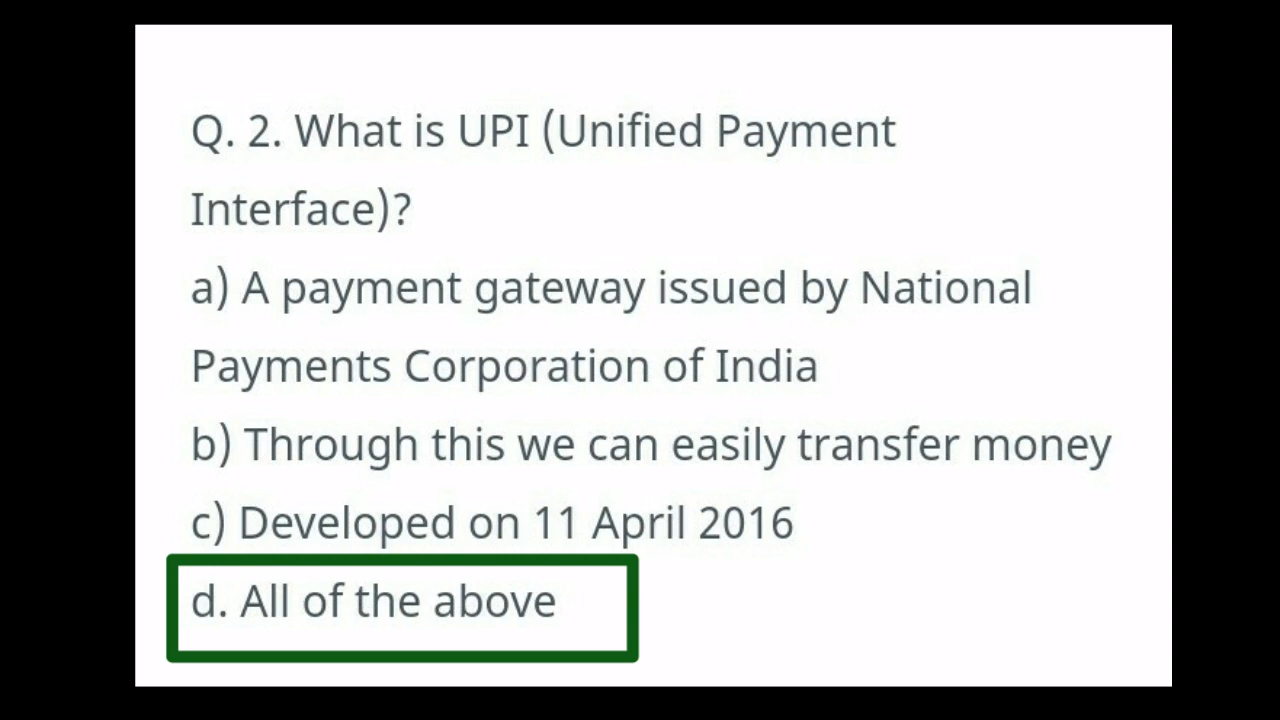 Q. 2. What is UPI (Unified Payment
Interface)?
a) A payment gateway issued by National
Payments Corporation of India
b) Through this we can easily transfer money
c) Developed on 11 April 2016
d. All of the above